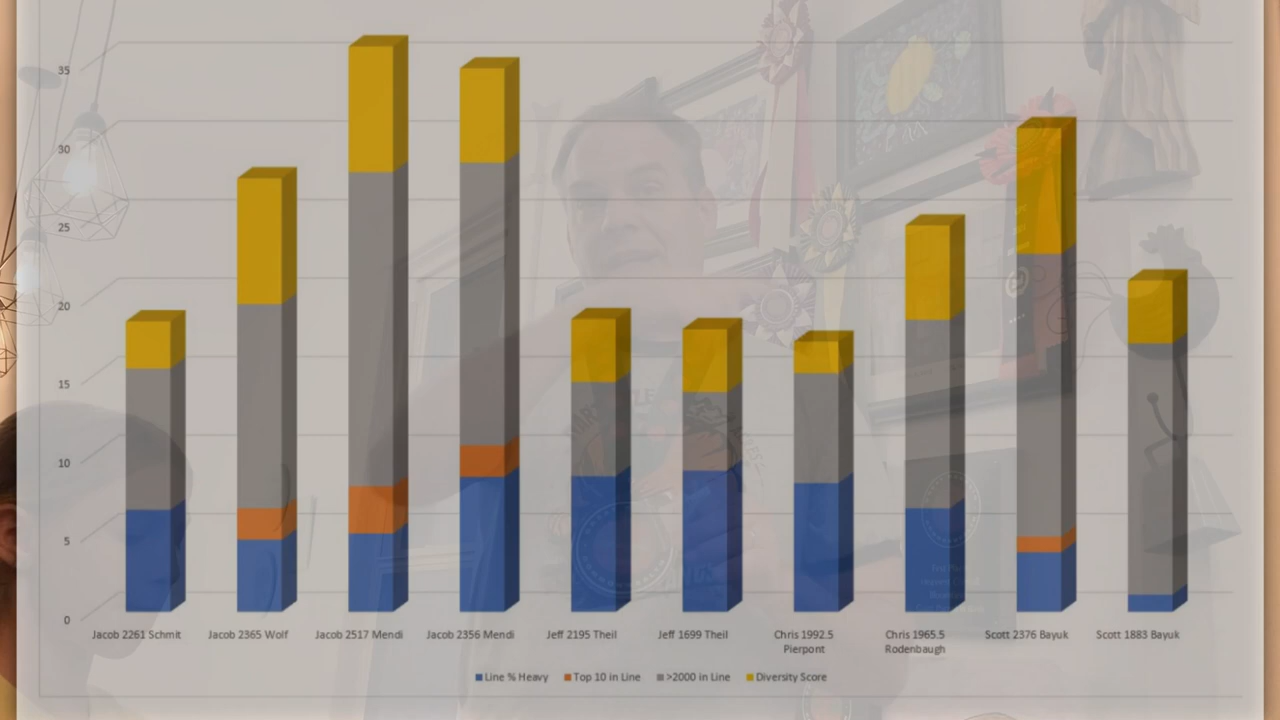 35
30
25
20
15
10
5
0
Jacob 2261 Schmit
Jacob 2365 Wolf
Jacob 2517 Mendi
Jacob 2356 Mendi
Jeff 2195 Theil
Jeff 1699 Theil
Chris 1992.5
Pierpont
Chris 1965.5
Rodenbaugh
Scott 2376 Bayuk
Scott 1883 Bayuk
Line % Heavy
Top 10 in Line
>2000 in Line
Diversity Score